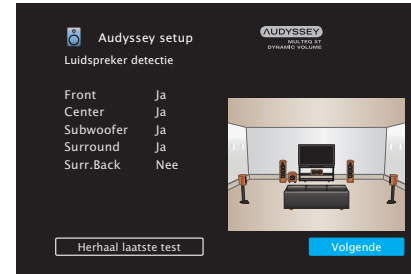 Audyssey setup
AUDYSSEY
MULTEQ XT
DYNAMIC VOLUME
Luidspreker detectie
Front Ja
Center Ja
Subwoofer Ja
Surround Ja
Surr.Back Nee
Herhaal laatste test
Volgende